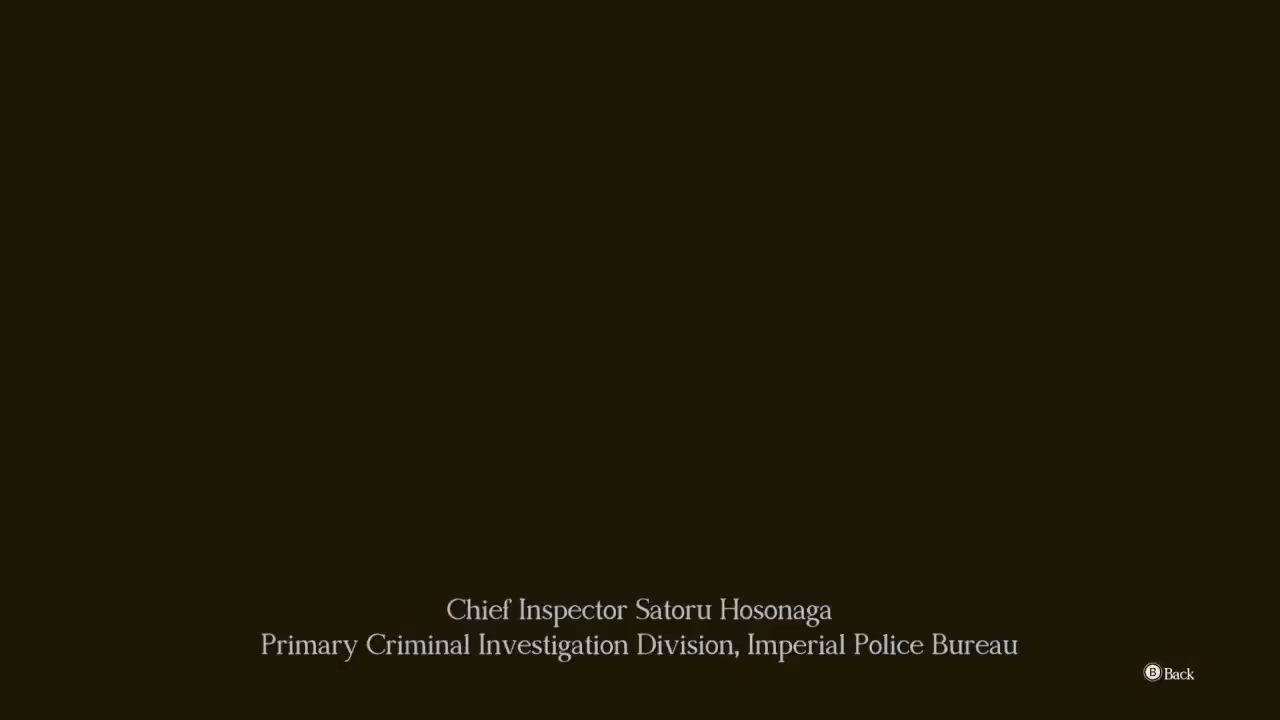 Chief Inspector Satoru Hosonaga
Primary Criminal Investigation Division, Imperial Police Bureau
B Back